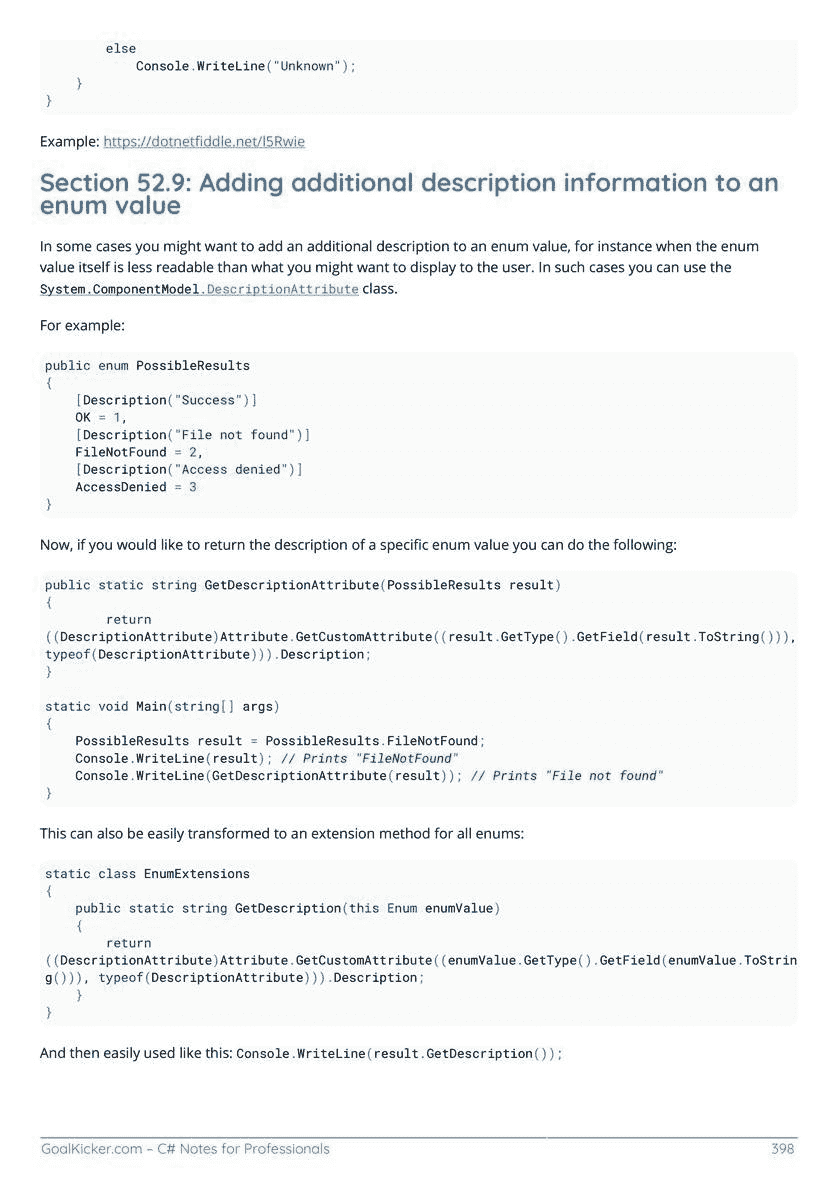 else
Console.WriteLine("Unknown");
}
}
Example: https://dotnetfiddle.net/l5Rwie
Section 52.9: Adding additional description information to an
enum value
In some cases you might want to add an additional description to an enum value, for instance when the enum
value itself is less readable than what you might want to display to the user. In such cases you can use the
System.ComponentModel.DescriptionAttribute class.
For example:
public enum PossibleResults
{
[Description("Success")]
OK = 1,
[Description("File not found")]
FileNotFound = 2,
[Description("Access denied")]
AccessDenied = 3
}
Now, if you would like to return the description of a specific enum value you can do the following:
public static string GetDescriptionAttribute(PossibleResults result)
{
return
((DescriptionAttribute)Attribute.GetCustomAttribute((result.GetType().GetField(result.ToString())),
typeof(DescriptionAttribute))).Description;
}
static void Main(string[] args)
{
PossibleResults result = PossibleResults.FileNotFound;
Console.WriteLine(result); // Prints "FileNotFound"
Console.WriteLine(GetDescriptionAttribute(result)); // Prints "File not found"
}
This can also be easily transformed to an extension method for all enums:
static class EnumExtensions
{
public static string GetDescription(this Enum enumValue)
{
return
((DescriptionAttribute)Attribute.GetCustomAttribute((enumValue.GetType().GetField(enumValue.ToStrin
g())), typeof(DescriptionAttribute))).Description;
}
}
And then easily used like this: Console.WriteLine(result.GetDescription());
GoalKicker.com – C# Notes for Professionals 398